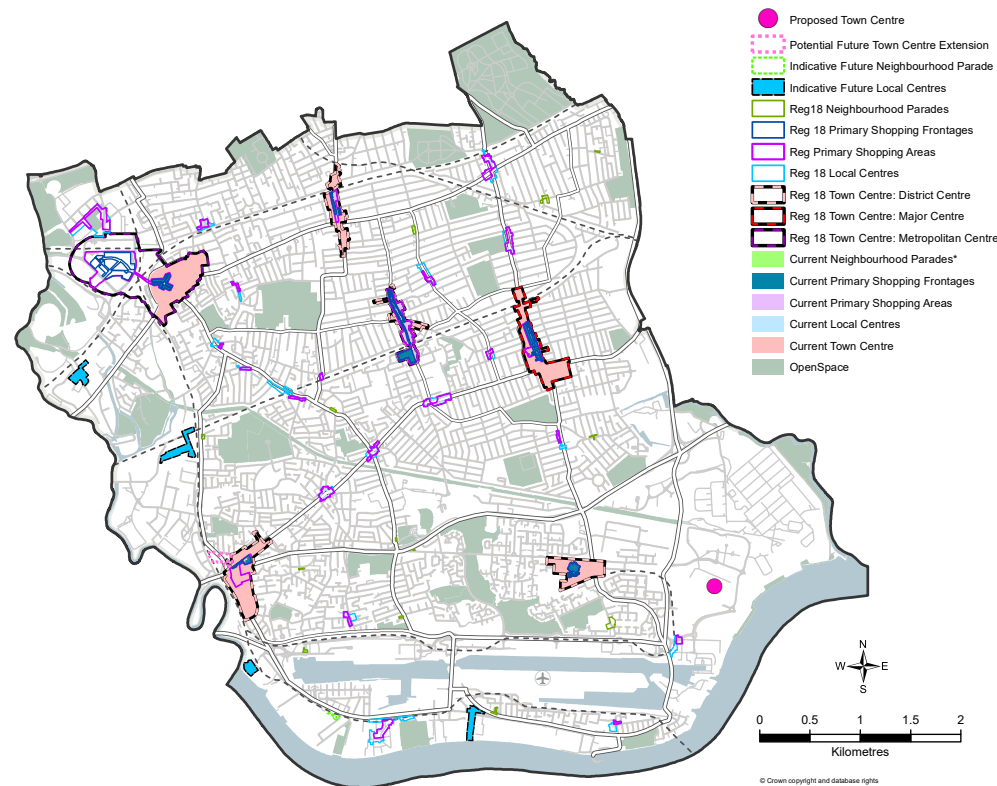 Proposed Town Centre
Potential Future Town Centre Extension
Indicative Future Neighbourhood Parade
Indicative Future Local Centres
Reg18 Neighbourhood Parades
Reg 18 Primary Shopping Frontages
Reg Primary Shopping Areas
Reg 18 Local Centres
Reg 18 Town Centre: District Centre
Reg 18 Town Centre: Major Centre
Reg 18 Town Centre: Metropolitan Centre
Current Neighbourhood Parades*
Current Primary Shopping Frontages
Current Primary Shopping Areas
Current Local Centres
Current Town Centre
OpenSpace
N
W E
S
0 0.5 1 1.5 2
Kilometres
© Crown copyright and database rights